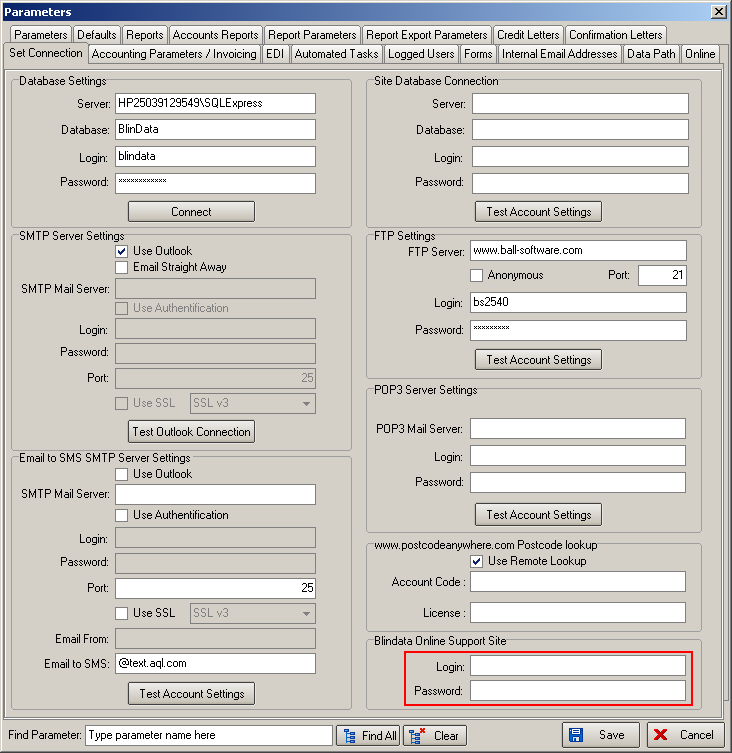 Parameters
Parameters Defaults Reports Accounts Reports Report Parameters Report Export Parameters Credit Letters Confirmation Letters
Set Connection Accounting Parameters / Invoicing EDI Automated Tasks Logged Users Forms Internal Email Addresses Data Path Online
Database Settings
Server: HP25039129549\SQLExpress
Database: BlinData
Login: blindata
Password: xxxxxxxxxxxx
Connect
SMTP Server Settings
Use Outlook
Email Straight Away
SMTP Mail Server:
Use Authentification
Login:
Password:
Port: 25
Use SSL SSL v3
Test Outlook Connection
Email to SMS SMTP Server Settings
Use Outlook
SMTP Mail Server:
Use Authentification
Login:
Password:
Port: 25
Use SSL SSL v3
Email From:
Email to SMS: @text.aql.com
Test Account Settings
Site Database Connection
Server:
Database:
Login:
Password:
Test Account Settings
FTP Settings
FTP Server: www.ball-software.com
Anonymous Port: 21
Login: bs2540
Password: xxxxxxxxx
Test Account Settings
POP3 Server Settings
POP3 Mail Server:
Login:
Password:
Test Account Settings
www.postcodeanywhere.com Postcode lookup
Use Remote Lookup
Account Code :
License :
Blindata Online Support Site
Login:
Password:
Find Parameter: Type parameter name here Find All Clear Save Cancel